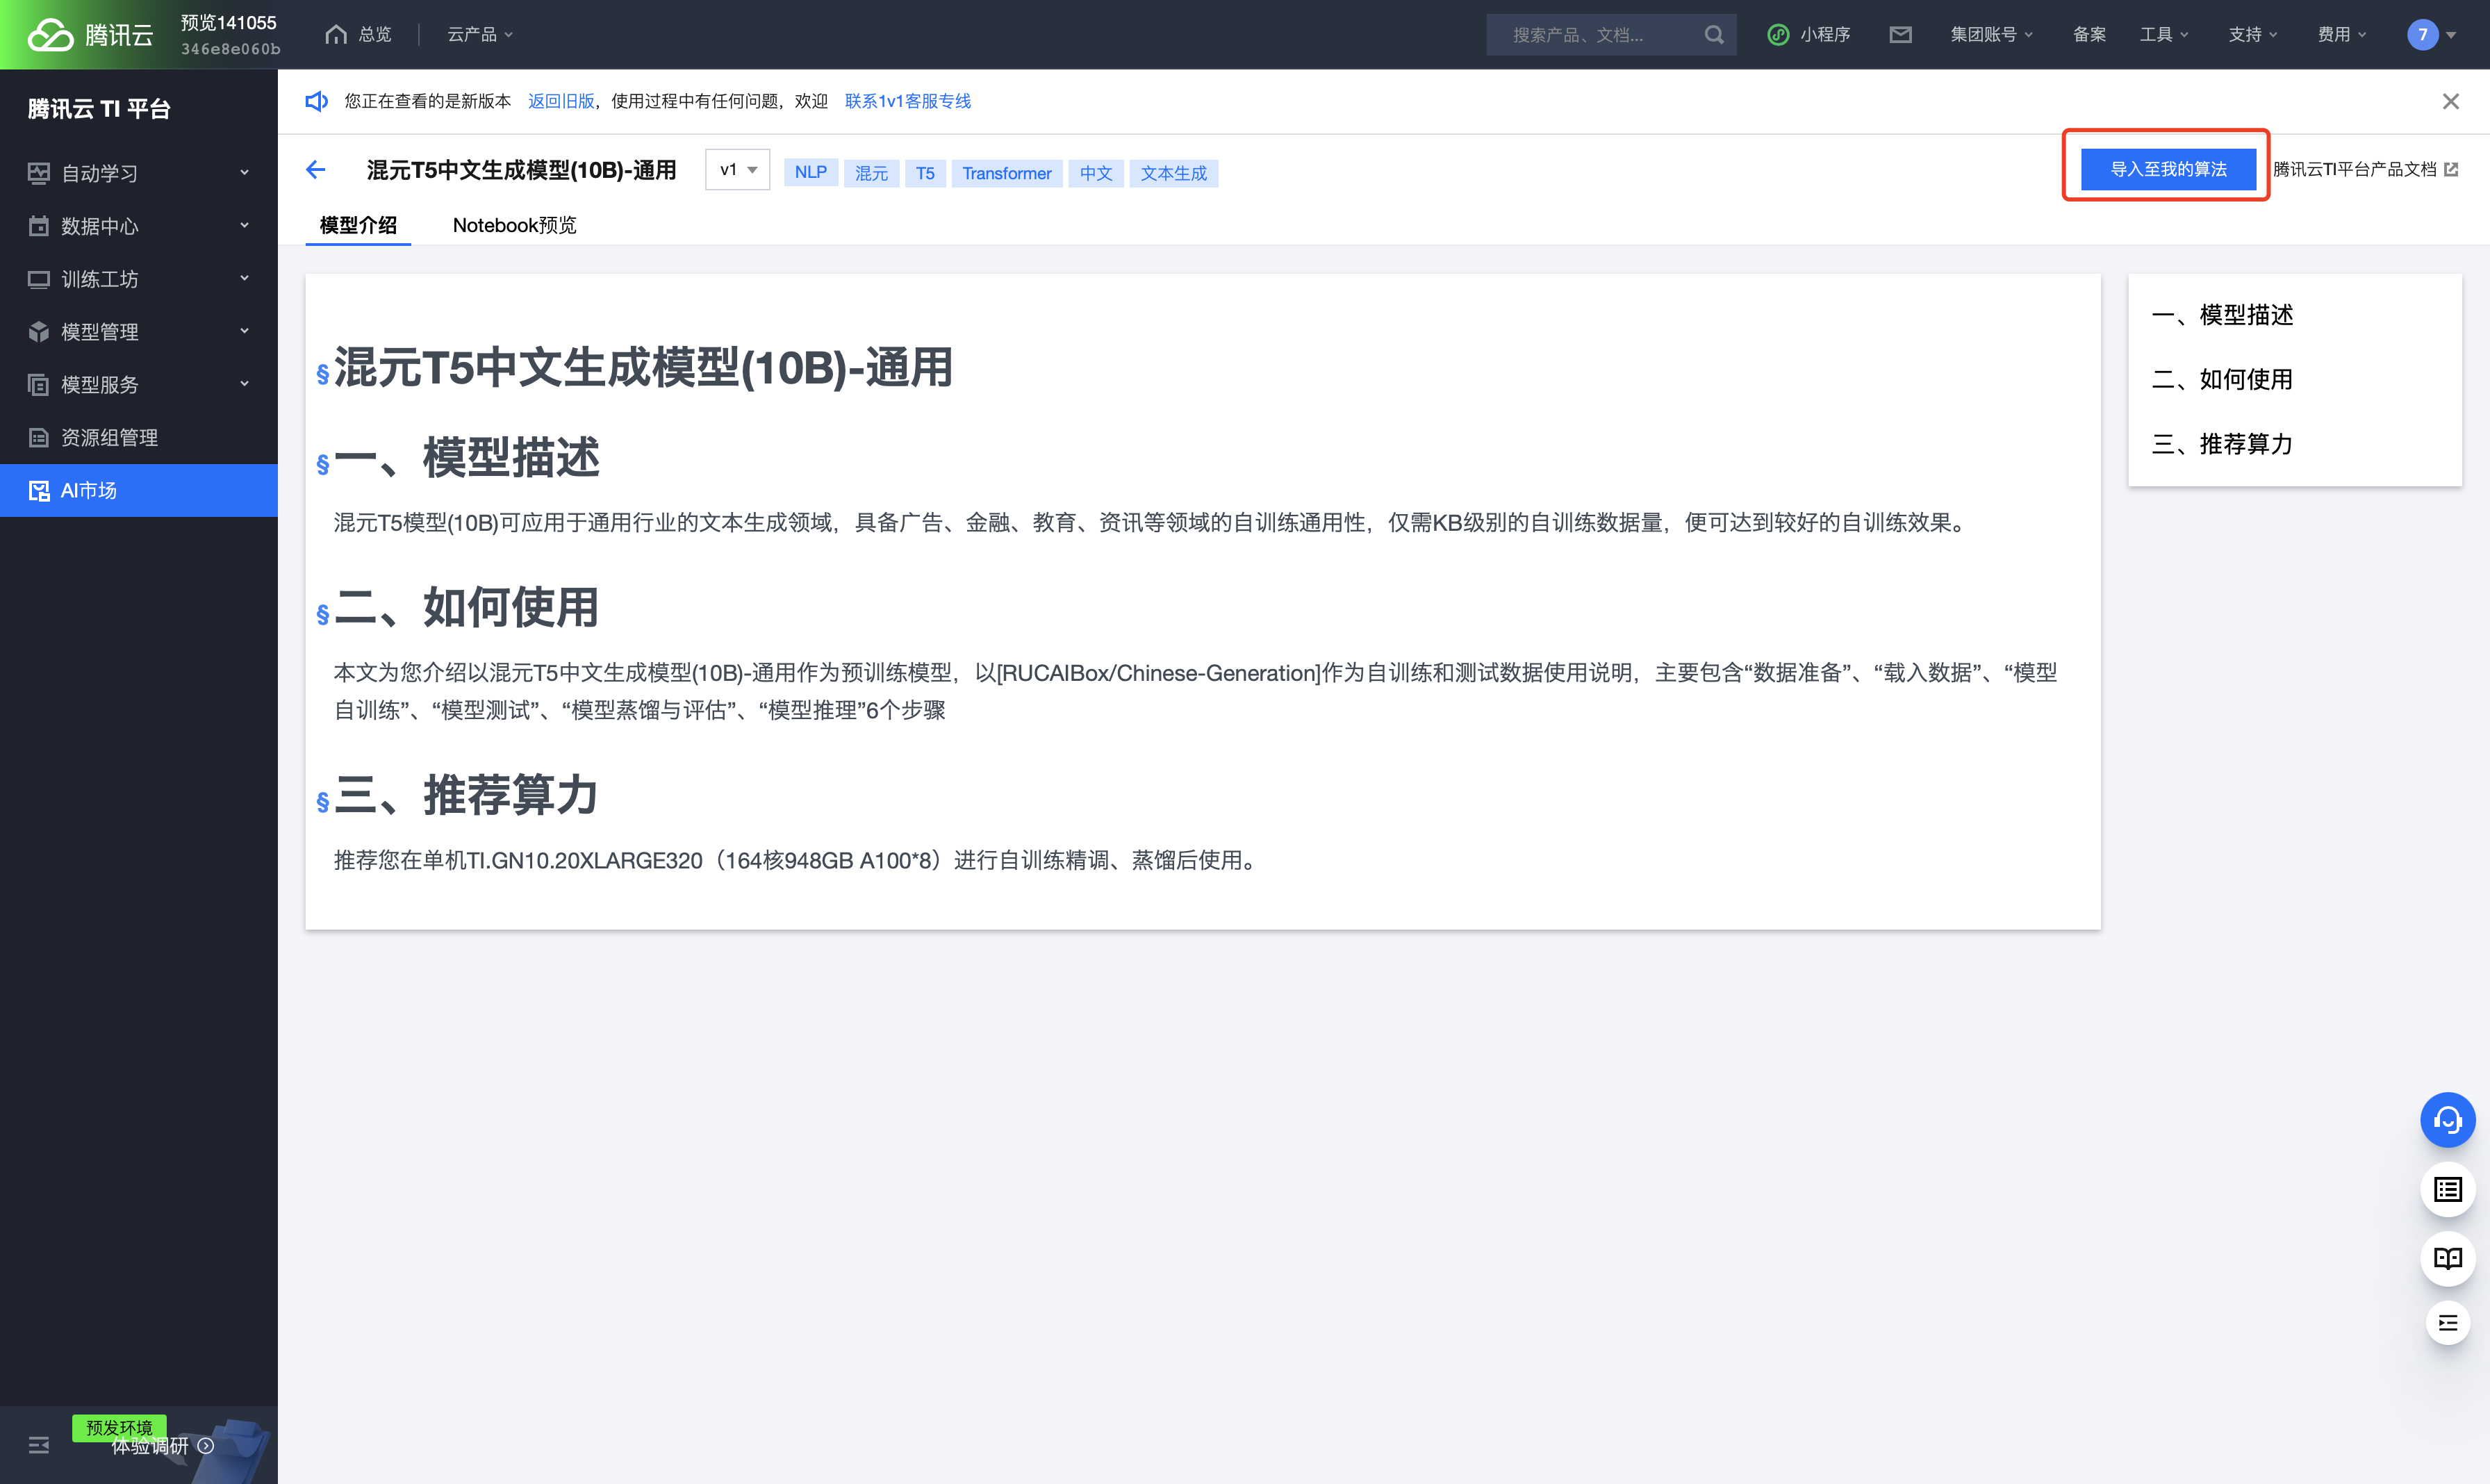 腾讯云
预览141055
346e8e060b
总览
云产品
搜索产品、文档...
小程序
集团账号
备案
工具
支持
费用
7
腾讯云 TI 平台
自动学习
数据中心
训练工坊
模型管理
模型服务
资源组管理
AI市场
预发环境
体验调研
您正在查看的是新版本 返回旧版，使用过程中有任何问题，欢迎 联系1v1客服专线
混元T5中文生成模型(10B)-通用
v1
NLP
混元
T5
Transformer
中文
文本生成
导入至我的算法
腾讯云TI平台产品文档
模型介绍
Notebook预览
§混元T5中文生成模型(10B)-通用
§一、模型描述
混元T5模型(10B)可应用于通用行业的文本生成领域，具备广告、金融、教育、资讯等领域的自训练通用性，仅需KB级别的自训练数据量，便可达到较好的自训练效果。
§二、如何使用
本文为您介绍以混元T5中文生成模型(10B)-通用作为预训练模型，以[RUCAIBox/Chinese-Generation]作为自训练和测试数据使用说明，主要包含“数据准备”、“载入数据”、“模型
自训练”、“模型测试”、“模型蒸馏与评估”、“模型推理”6个步骤
§三、推荐算力
推荐您在单机TI.GN10.20XLARGE320（164核948GB A100*8）进行自训练精调、蒸馏后使用。
一、模型描述
二、如何使用
三、推荐算力